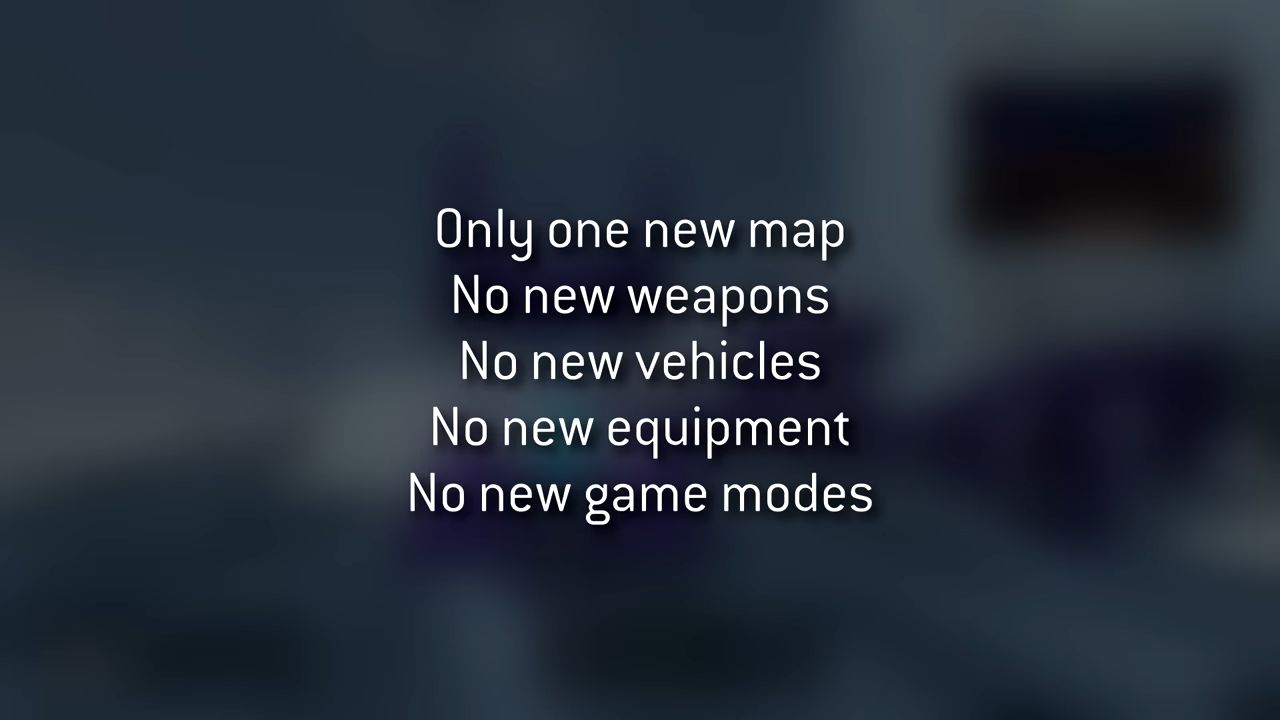 Only one new map
No new weapons
No new vehicles
No new equipment
No new game modes